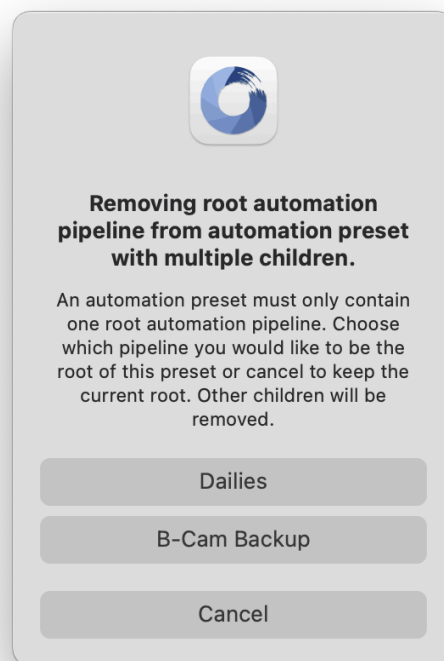 Removing root automation
pipeline from automation preset
with multiple children.
An automation preset must only contain
one root automation pipeline. Choose
which pipeline you would like to be the
root of this preset or cancel to keep the
current root. Other children will be
removed.
Dailies
B-Cam Backup
Cancel